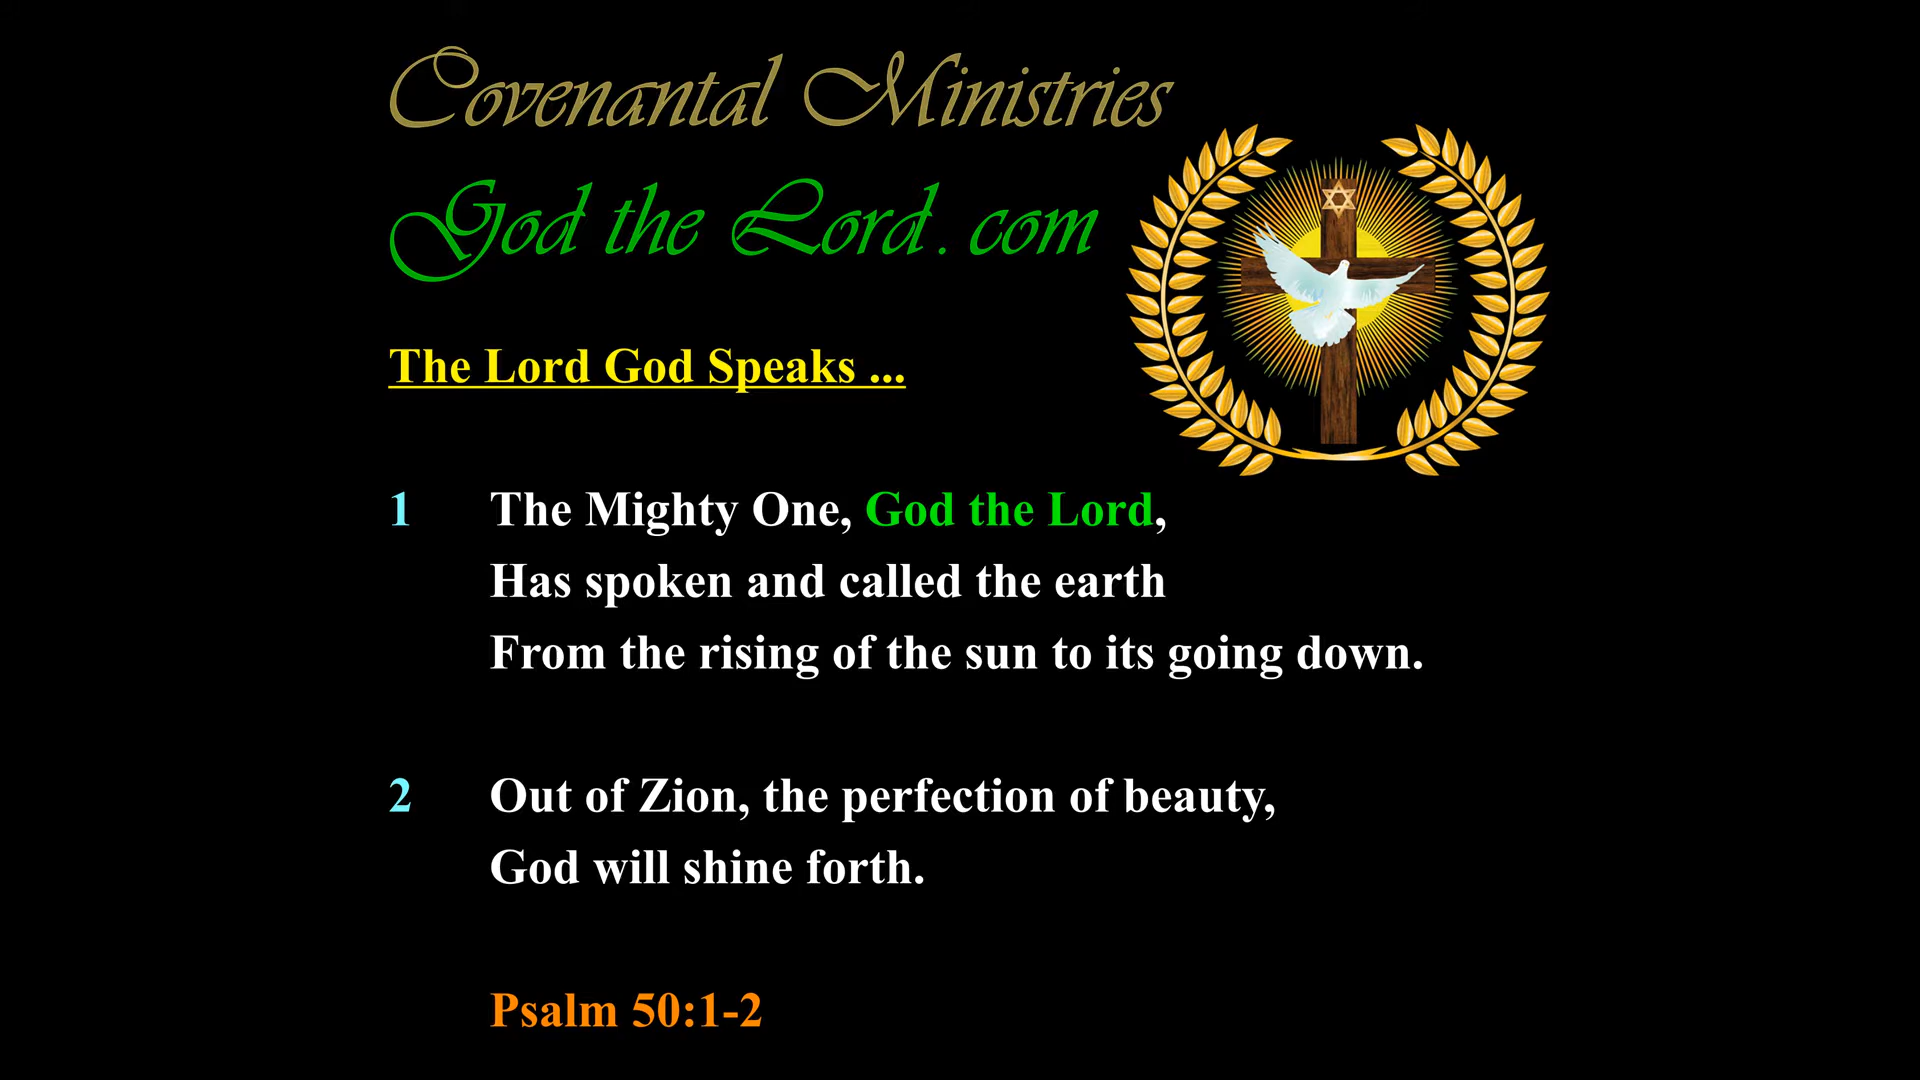 Covenantal Ministries
God the Lord.com
The Lord God Speaks ...
1 The Mighty One, God the Lord,
Has spoken and called the earth
From the rising of the sun to its going down.
2 Out of Zion, the perfection of beauty,
God will shine forth.
Psalm 50:1-2